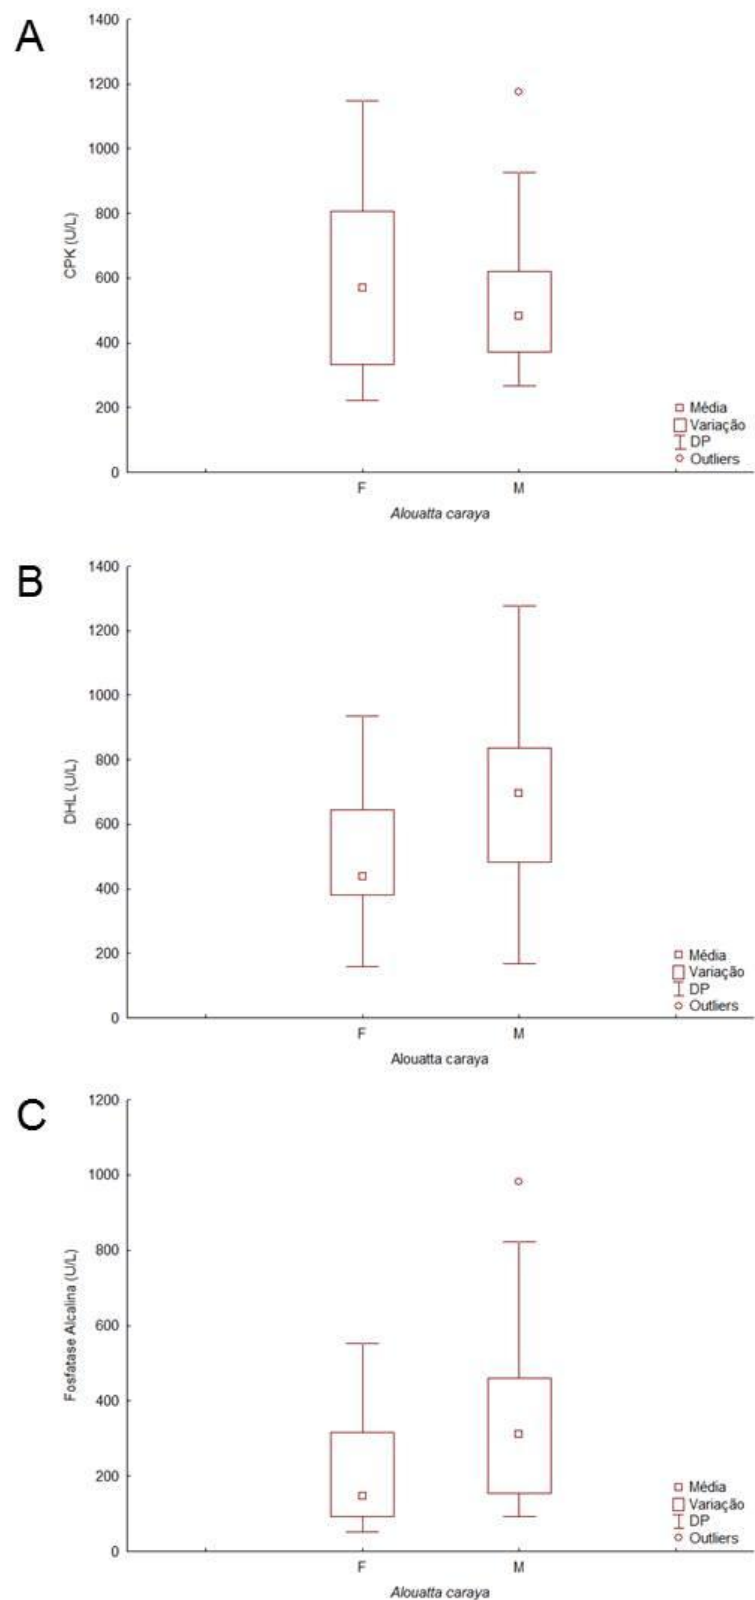 A
1400
1200
1000
800
600
400
200
0
CPK (U/L)
F
M
Alouatta caraya
Média
Variação
DP
Outliers
B
1400
1200
1000
800
600
400
200
0
DHL (U/L)
F
M
Alouatta caraya
Média
Variação
DP
Outliers
C
1200
1000
800
600
400
200
0
Fosfatase Alcalina (U/L)
F
M
Alouatta caraya
Média
Variação
DP
Outliers